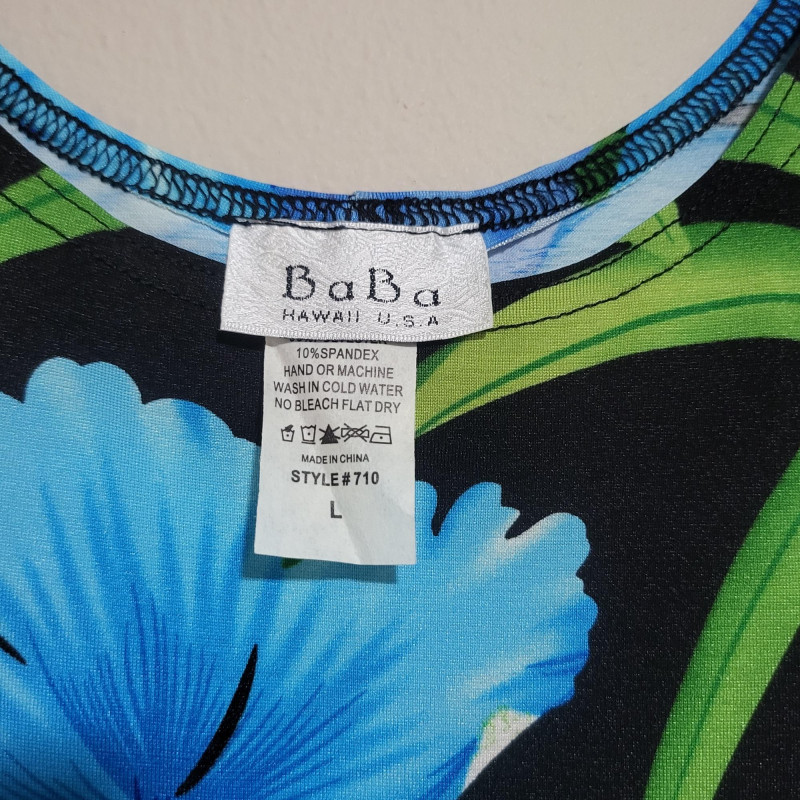 BaBa
HAWAII U.S.A
10%SPANDEX
HAND OR MACHINE
WASH IN COLD WATER
NO BLEACH FLAT DRY
MADE IN CHINA
STYLE#710
L